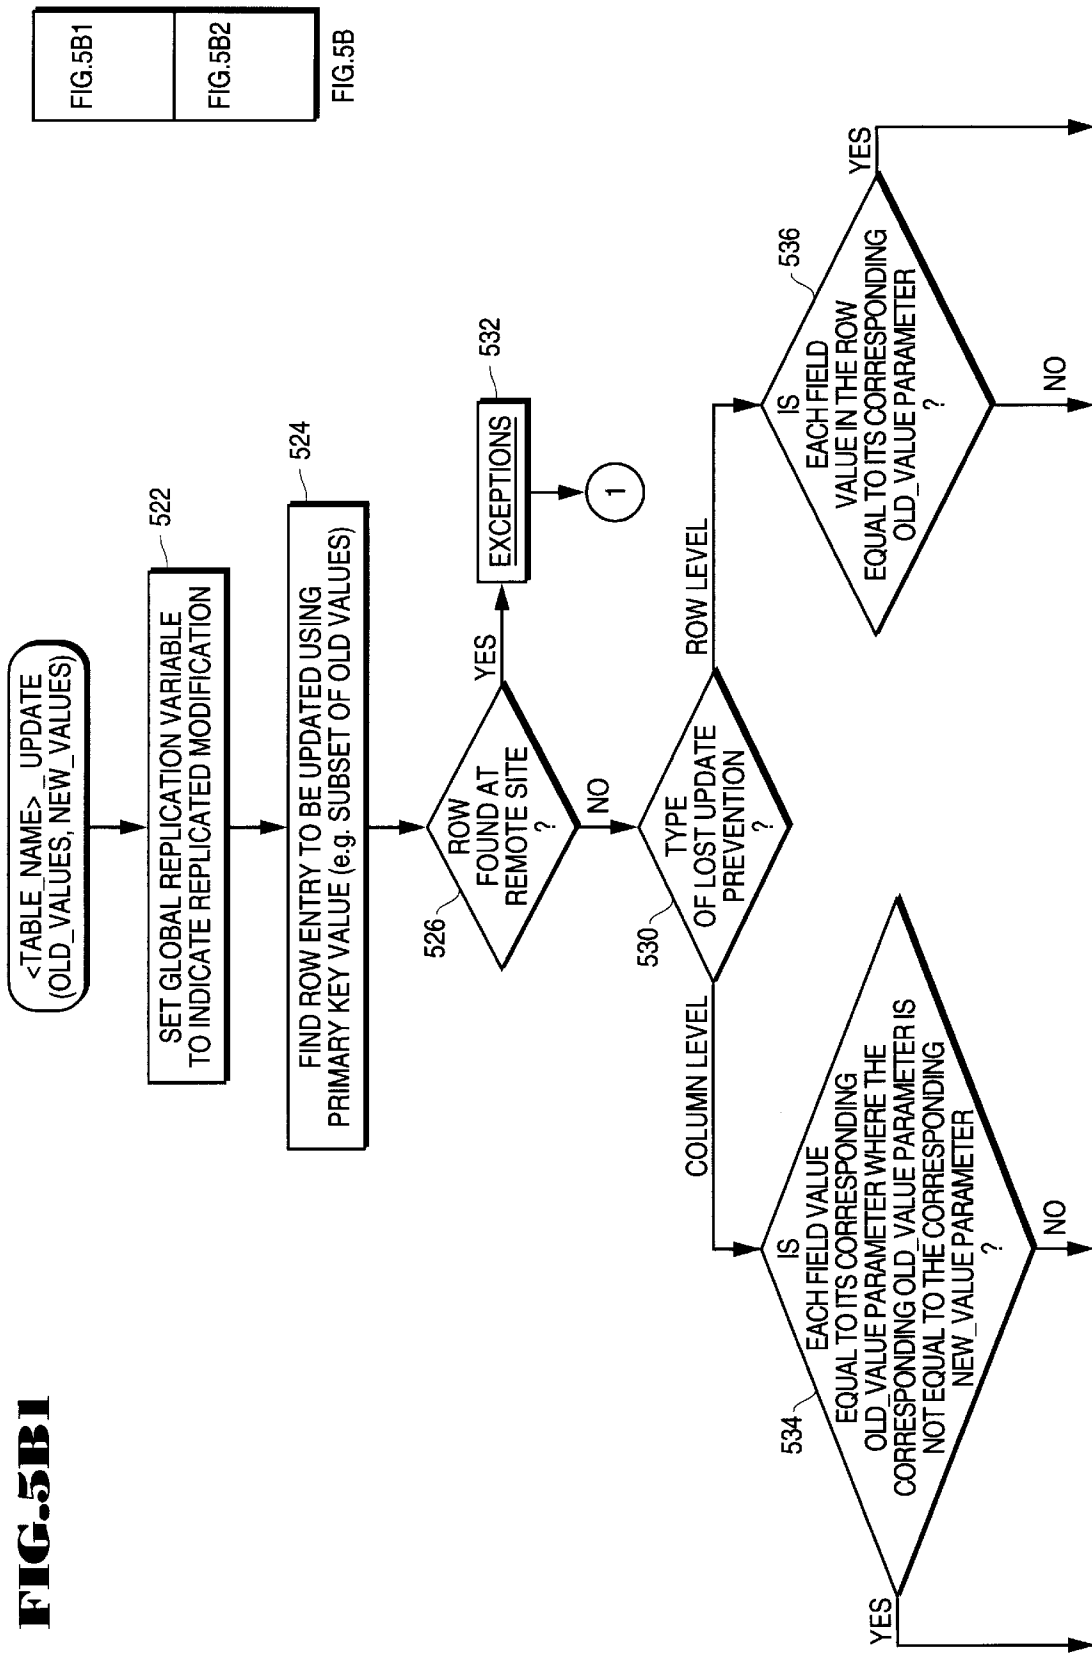 FIG.5B1
<TABLE_NAME>_UPDATE
(OLD_VALUES, NEW_VALUES)
522
SET GLOBAL REPLICATION VARIABLE
TO INDICATE REPLICATED MODIFICATION
524
FIND ROW ENTRY TO BE UPDATED USING
PRIMARY KEY VALUE (e.g. SUBSET OF OLD VALUES)
526
ROW
FOUND AT
REMOTE SITE
?
YES
532
EXCEPTIONS
1
NO
530
TYPE
OF LOST UPDATE
PREVENTION
?
COLUMN LEVEL
ROW LEVEL
534
IS
EACH FIELD VALUE
EQUAL TO ITS CORRESPONDING
OLD_VALUE PARAMETER WHERE THE
CORRESPONDING OLD_VALUE PARAMETER IS
NOT EQUAL TO THE CORRESPONDING
NEW_VALUE PARAMETER
?
YES
NO
536
IS
EACH FIELD
VALUE IN THE ROW
EQUAL TO ITS CORRESPONDING
OLD_VALUE PARAMETER
?
YES
NO
FIG.5B1
FIG.5B2
FIG.5B